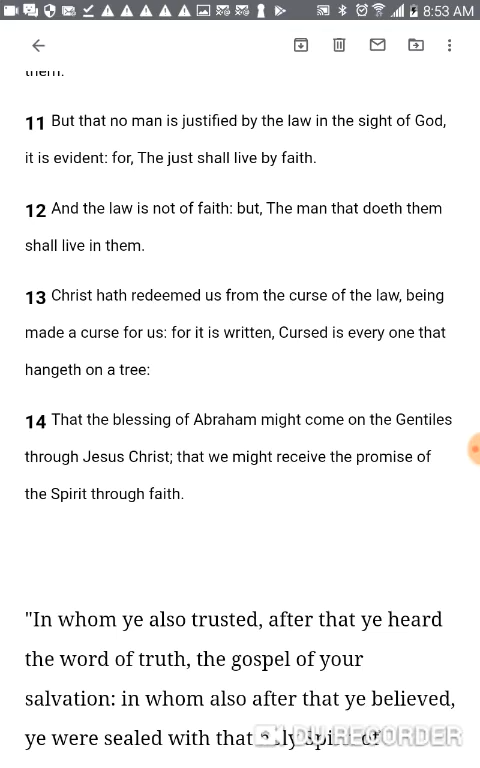 8:53 AM
them.
11 But that no man is justified by the law in the sight of God,
it is evident: for, The just shall live by faith.
12 And the law is not of faith: but, The man that doeth them
shall live in them.
13 Christ hath redeemed us from the curse of the law, being
made a curse for us: for it is written, Cursed is every one that
hangeth on a tree:
14 That the blessing of Abraham might come on the Gentiles
through Jesus Christ; that we might receive the promise of
the Spirit through faith.
"In whom ye also trusted, after that ye heard
the word of truth, the gospel of your
salvation: in whom also after that ye believed,
ye were sealed with that
DU RECORDER